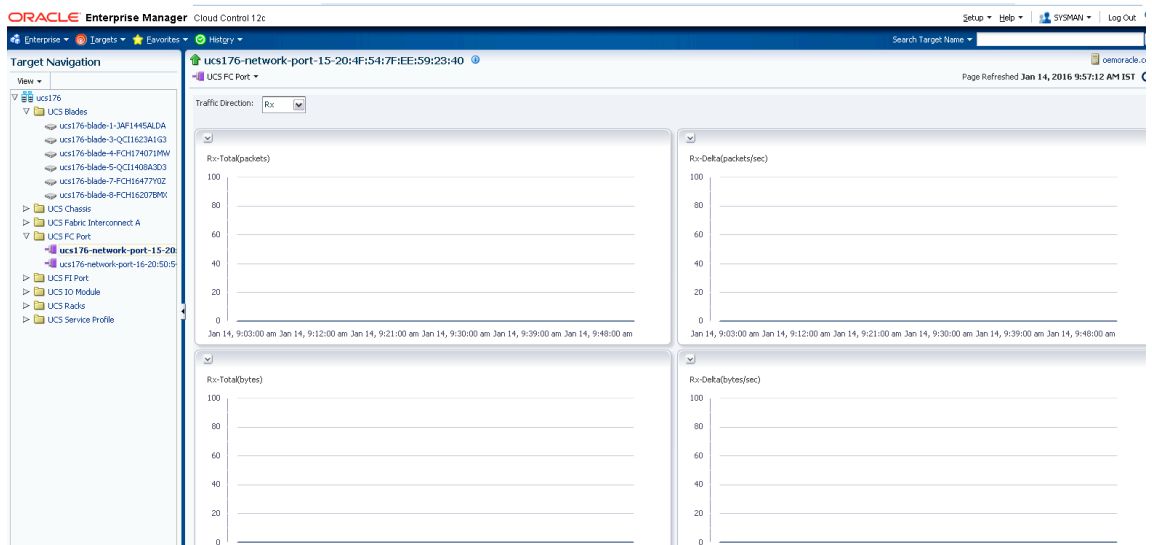 ORACLE Enterprise Manager Cloud Control 12c
Setup Help SYSMAN Log Out
Enterprise Targets Favorites History Search Target Name
Target Navigation
View
ucs176
UCS Blades
ucs176-blade-1-JAF1445ALDA
ucs176-blade-3-QCI1623A1G3
ucs176-blade-4-FCH174071MW
ucs176-blade-5-QCI1408A3D3
ucs176-blade-7-FCH16477Y0Z
ucs176-blade-8-FCH16207BMX
UCS Chassis
UCS Fabric Interconnect A
UCS FC Port
ucs176-network-port-15-20:
ucs176-network-port-16-20:50:5
UCS FI Port
UCS IO Module
UCS Racks
UCS Service Profile
ucs176-network-port-15-20:4F:54:7F:EE:59:23:40
oemoracle.c
UCS FC Port
Page Refreshed Jan 14, 2016 9:57:12 AM IST
Traffic Direction: Rx
Rx-Total(packets)
100
80
60
40
20
0
Jan 14, 9:03:00 am Jan 14, 9:12:00 am Jan 14, 9:21:00 am Jan 14, 9:30:00 am Jan 14, 9:39:00 am Jan 14, 9:48:00 am
Rx-Delta(packets/sec)
100
80
60
40
20
0
Jan 14, 9:03:00 am Jan 14, 9:12:00 am Jan 14, 9:21:00 am Jan 14, 9:30:00 am Jan 14, 9:39:00 am Jan 14, 9:48:00 am
Rx-Total(bytes)
100
80
60
40
20
0
Rx-Delta(bytes/sec)
100
80
60
40
20
0